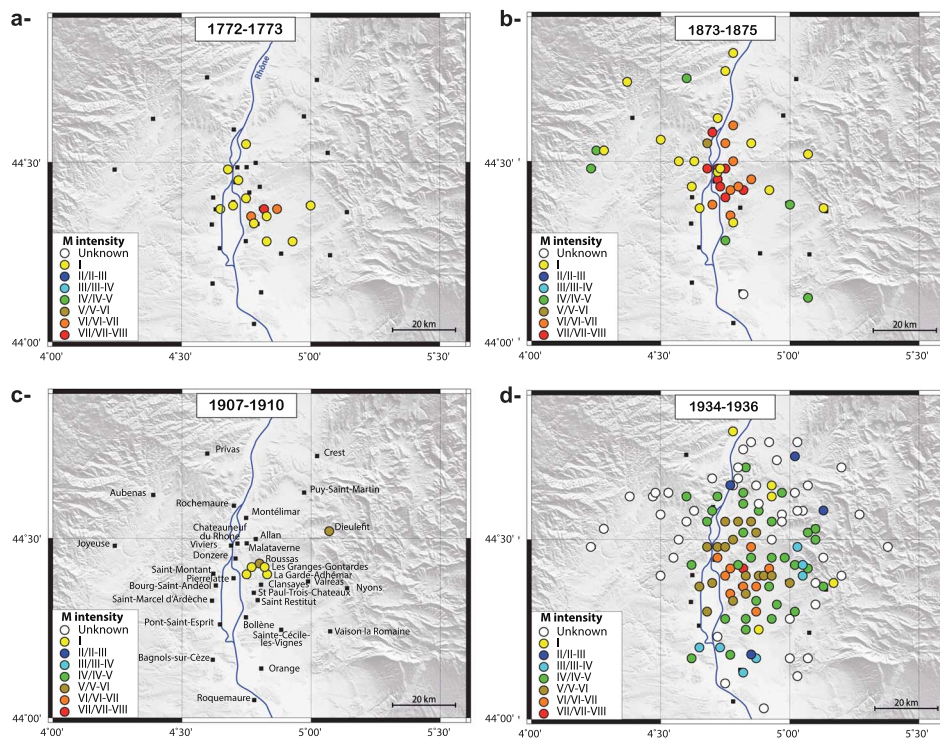 a-
1772-1773
Rhône
44°30'
M intensity
Unknown
I
II/II-III
III/III-IV
IV/IV-V
V/V-VI
VI/VI-VII
VII/VII-VIII
20 km
44°00'
4°00'
4°30'
5°00'
5°30'
b-
1873-1875
44°30'
M intensity
Unknown
I
II/II-III
III/III-IV
IV/IV-V
V/V-VI
VI/VI-VII
VII/VII-VIII
20 km
44°00'
4°00'
4°30'
5°00'
5°30'
c-
1907-1910
Privas
Crest
Aubenas
Puy-Saint-Martin
Rochemaure
Montélimar
Chateauneuf
du Rhône
Allan
Dieulefit
Joyeuse
Viviers
Malataverne
Donzere
Roussas
Les Granges-Gontardes
Saint-Montant
Pierrelatte
La Garde-Adhémar
Bourg-Saint-Andéol
Clansayes
Valréas
Nyons
St Paul-Trois-Chateaux
Saint-Marcel d'Ardèche
Saint Restitut
Pont-Saint-Esprit
Bollène
Sainte-Cécile-
les-Vignes
Vaison la Romaine
Bagnols-sur-Cèze
Orange
Roquemaure
44°30'
M intensity
Unknown
I
II/II-III
III/III-IV
IV/IV-V
V/V-VI
VI/VI-VII
VII/VII-VIII
20 km
44°00'
4°00'
4°30'
5°00'
5°30'
d-
1934-1936
44°30'
M intensity
Unknown
I
II/II-III
III/III-IV
IV/IV-V
V/V-VI
VI/VI-VII
VII/VII-VIII
20 km
44°00'
4°00'
4°30'
5°00'
5°30'